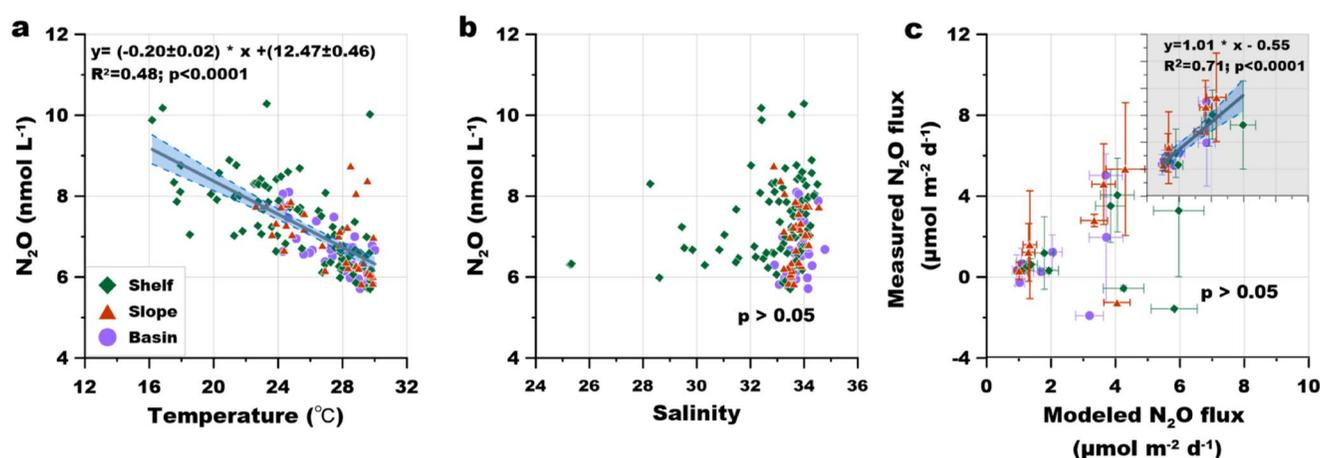 a
12
10
8
6
4
N₂O (nmol L⁻¹)
y= (-0.20±0.02) * x +(12.47±0.46)
R²=0.48; p<0.0001
Shelf
Slope
Basin
12 16 20 24 28 32
Temperature (℃)
b
12
10
8
6
4
N₂O (nmol L⁻¹)
p > 0.05
24 26 28 30 32 34 36
Salinity
c
12
8
4
0
-4
Measured N₂O flux
(μmol m⁻² d⁻¹)
y=1.01 * x - 0.55
R²=0.71; p<0.0001
p > 0.05
0 2 4 6 8 10
Modeled N₂O flux
(μmol m⁻² d⁻¹)